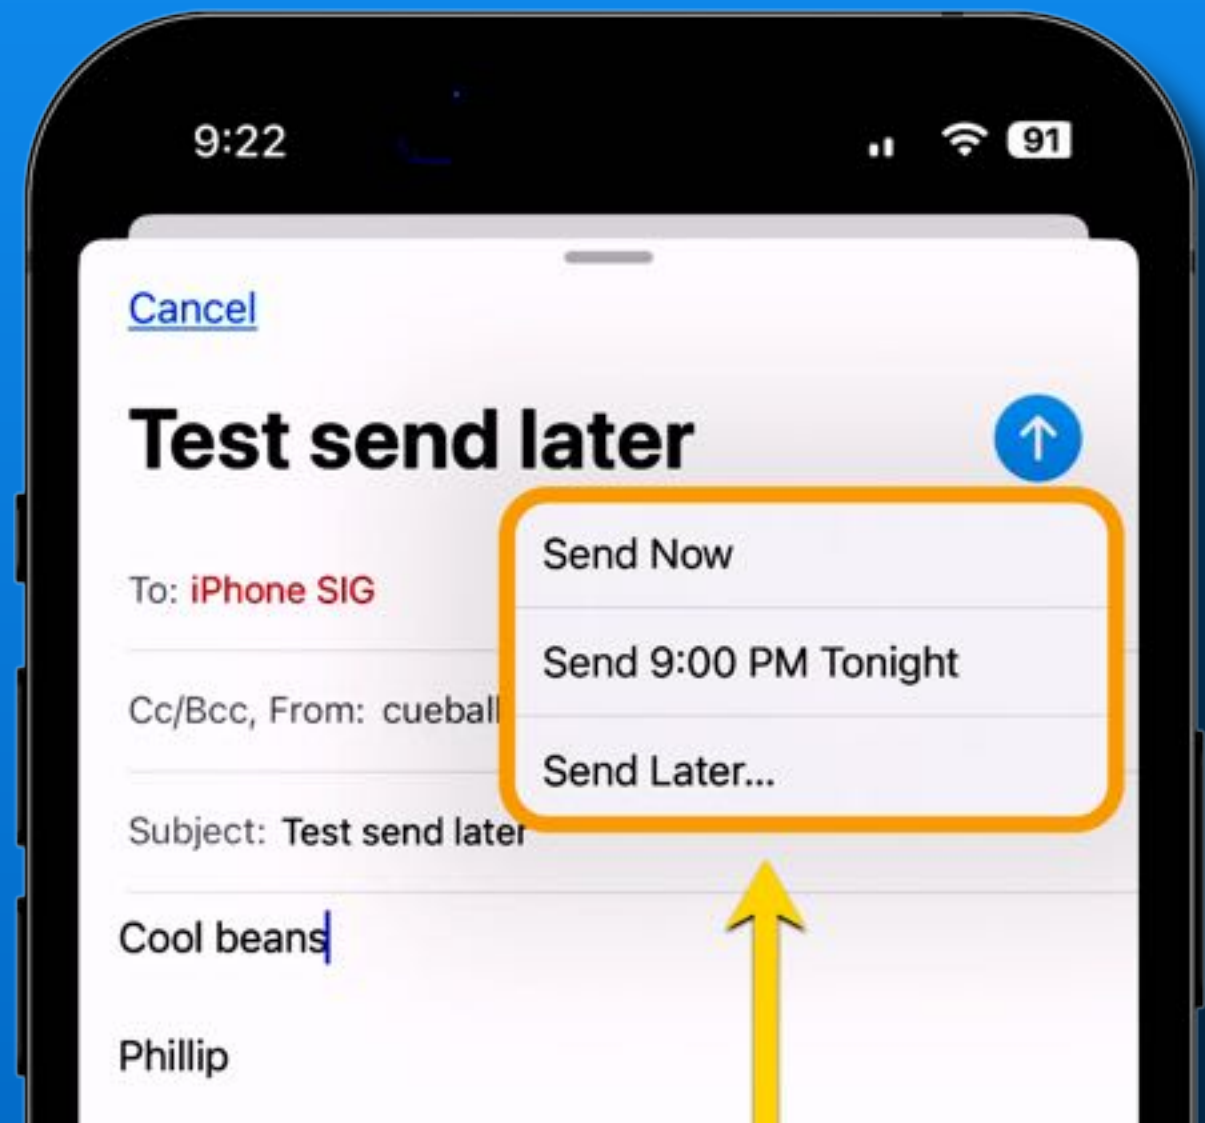 9:22
91
Cancel
Test send later
Send Now
To: iPhone SIG
Send 9:00 PM Tonight
Cc/Bcc, From: cueball
Send Later...
Subject: Test send later
Cool beans
Phillip